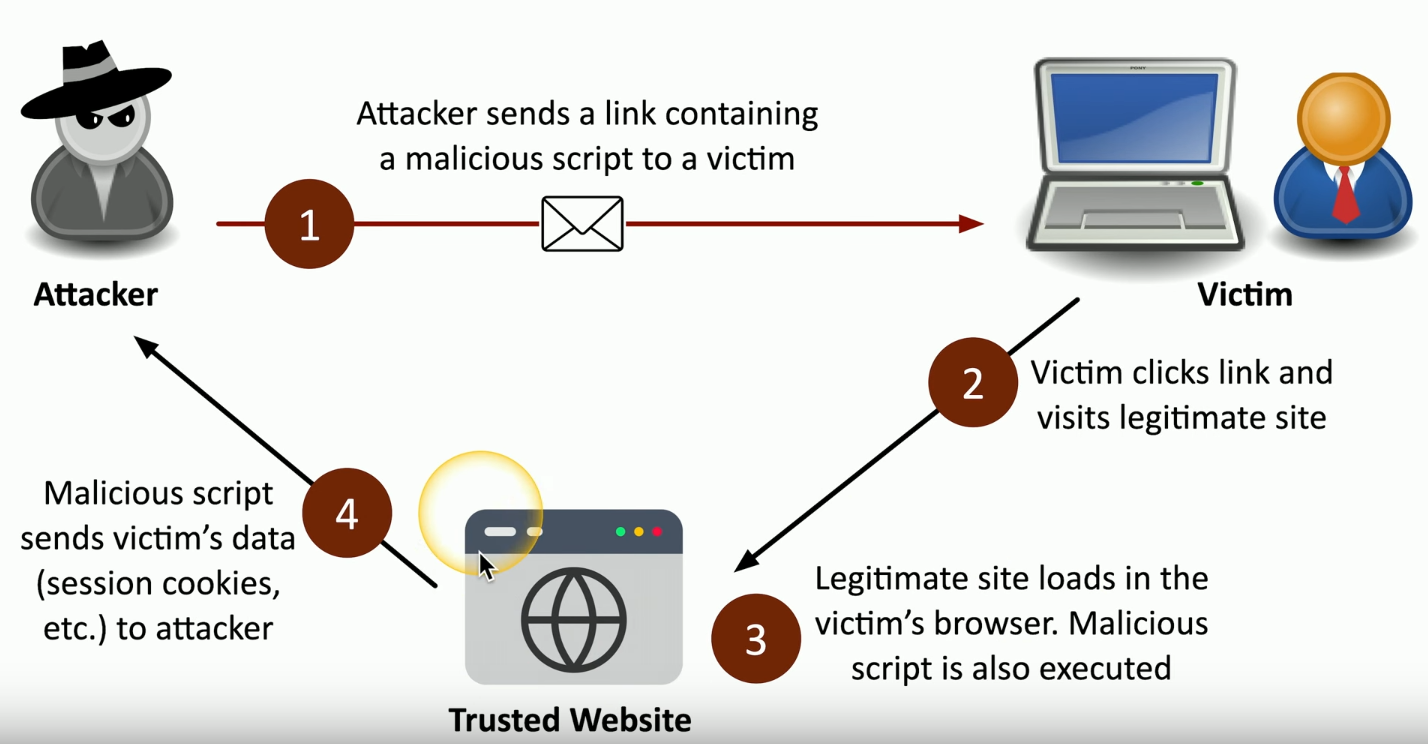 Attacker sends a link containing
a malicious script to a victim
1
Attacker
Victim
2
Victim clicks link and
visits legitimate site
Malicious script
sends victim's data
(session cookies,
etc.) to attacker
4
3
Legitimate site loads in the
victim's browser. Malicious
script is also executed
Trusted Website